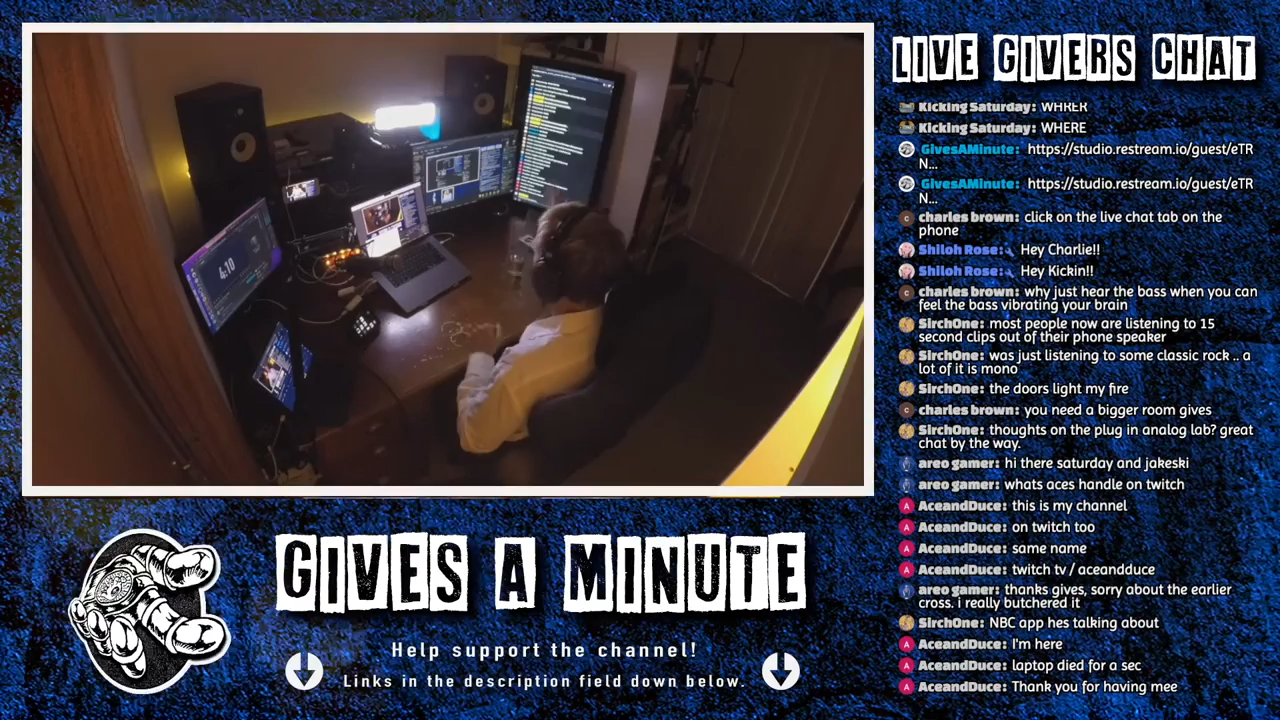 LIVE GIVERS CHAT
Kicking Saturday: WHRER
Kicking Saturday: WHERE
GivesAMinute: https://studio.restream.io/guest/eTR
N...
GivesAMinute: https://studio.restream.io/guest/eTR
N...
charles brown: click on the live chat tab on the
phone
Shiloh Rose: Hey Charlie!!
Shiloh Rose: Hey Kickin!!
charles brown: why just hear the bass when you can
feel the bass vibrating your brain
SirchOne: most people now are listening to 15
second clips out of their phone speaker
SirchOne: was just listening to some classic rock .. a
lot of it is mono
SirchOne: the doors light my fire
charles brown: you need a bigger room gives
SirchOne: thoughts on the plug in analog lab? great
chat by the way.
areo gamer: hi there saturday and jakeski
areo gamer: whats aces handle on twitch
AceandDuce: this is my channel
AceandDuce: on twitch too
AceandDuce: same name
AceandDuce: twitch tv / aceandduce
areo gamer: thanks gives, sorry about the earlier
cross. i really butchered it
SirchOne: NBC app hes talking about
AceandDuce: I'm here
AceandDuce: laptop died for a sec
AceandDuce: Thank you for having mee
4:10
GIVES A MINUTE
Help support the channel!
Links in the description field down below.